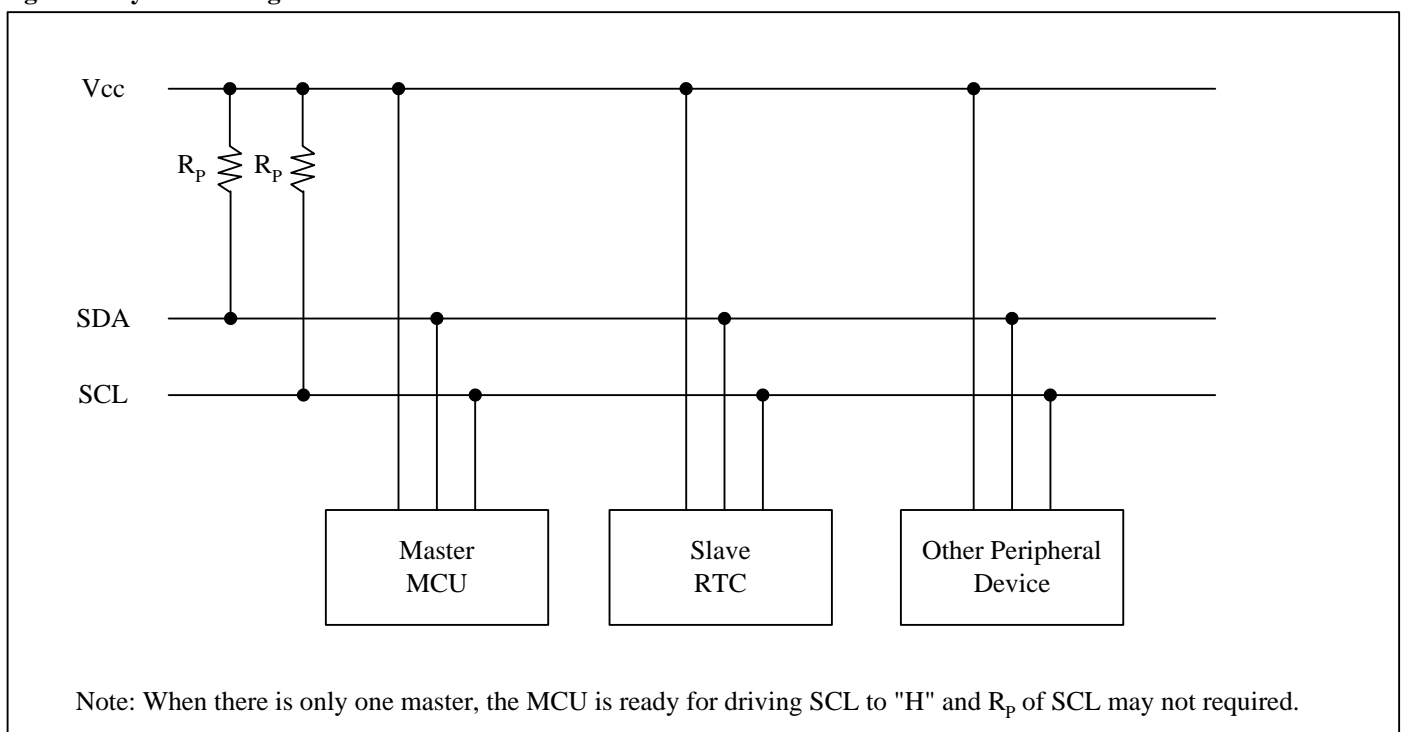 Vcc
R_P R_P
SDA
SCL
Master
MCU
Slave
RTC
Other Peripheral
Device
Note: When there is only one master, the MCU is ready for driving SCL to "H" and R_P of SCL may not required.